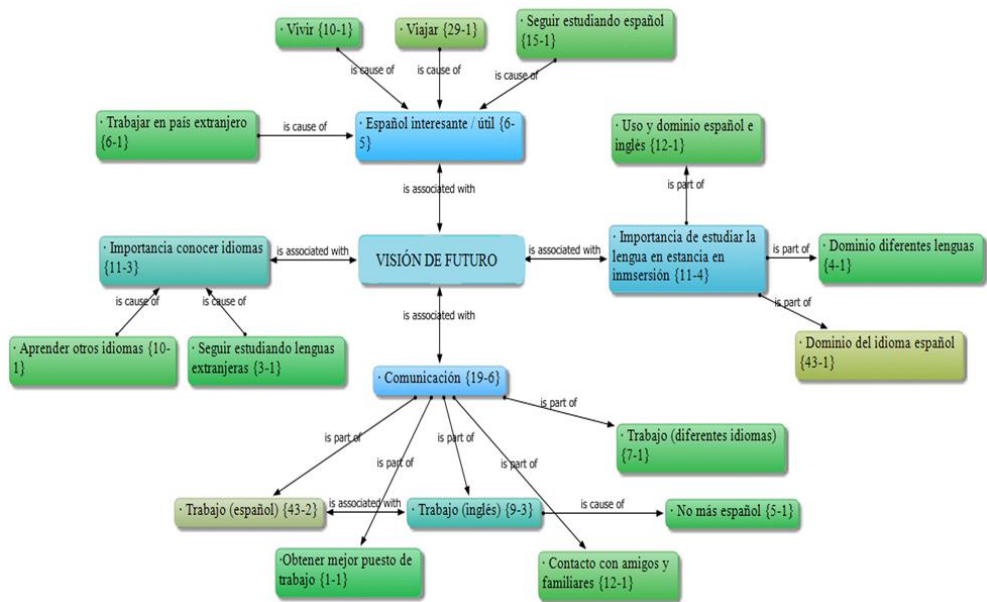 · Vivir {10-1}
· Viajar {29-1}
· Seguir estudiando español
{15-1}
is cause of
is cause of
is cause of
· Trabajar en país extranjero
{6-1}
is cause of
· Español interesante / útil {6-
5}
· Uso y dominio español e
inglés {12-1}
is associated with
is part of
· Importancia conocer idiomas
{11-3}
is associated with
VISIÓN DE FUTURO
is associated with
· Importancia de estudiar la
lengua en estancia en
inmsersión {11-4}
is part of
· Dominio diferentes lenguas
{4-1}
is cause of
is cause of
is associated with
is part of
· Aprender otros idiomas {10-
1}
· Seguir estudiando lenguas
extranjeras {3-1}
· Dominio del idioma español
{43-1}
· Comunicación {19-6}
is part of
is part of
is part of
is part of
is part of
· Trabajo (diferentes idiomas)
{7-1}
· Trabajo (español) {43-2}
is associated with
· Trabajo (inglés) {9-3}
is cause of
· No más español {5-1}
·Obtener mejor puesto de
trabajo {1-1}
· Contacto con amigos y
familiares {12-1}